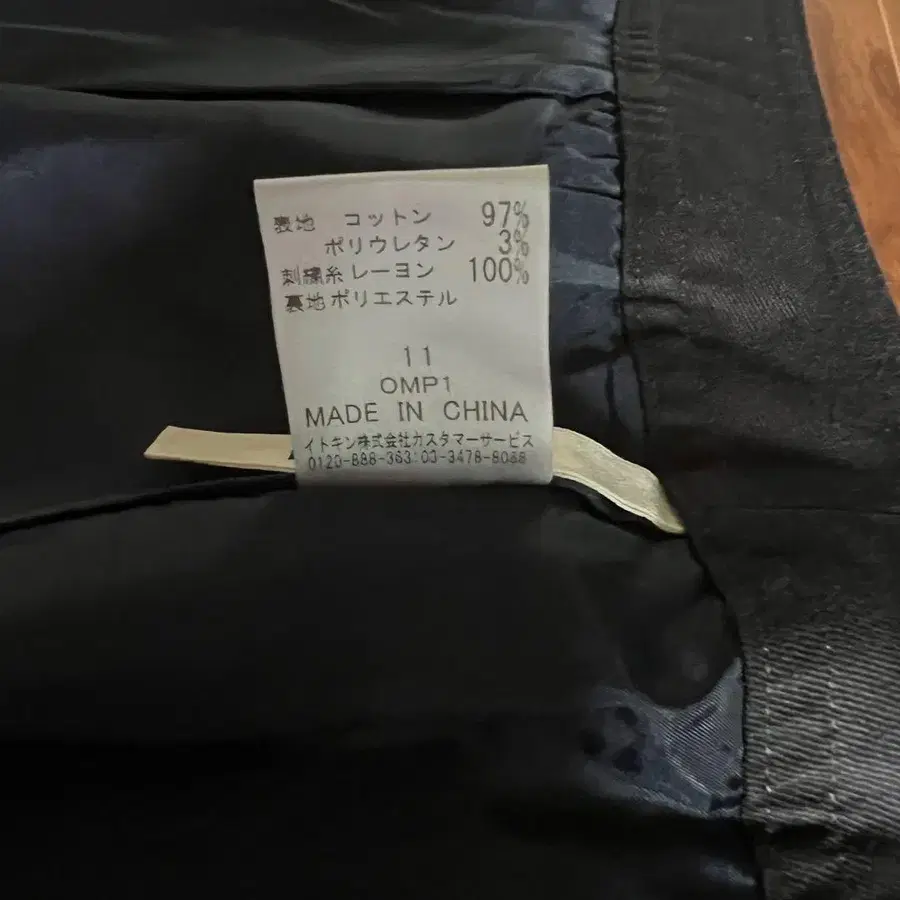 表地 コットン 97%
ポリウレタン 3%
刺繍糸 レーヨン 100%
裏地 ポリエステル
11
OMP1
MADE IN CHINA
イトキン株式会社カスタマーサービス
0120-888-363:03-3478-8088